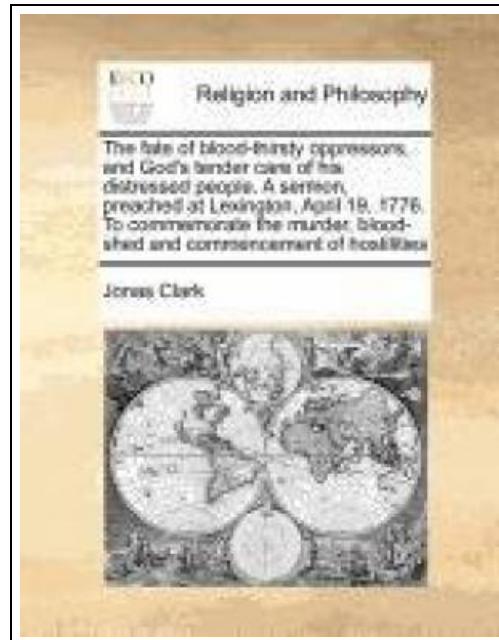 ECCO
Religion and Philosophy
The fate of blood-thirsty oppressors,
and God's tender care of his
distressed people. A sermon,
preached at Lexington, April 19, 1776.
To commemorate the murder, blood-
shed and commencement of hostilities
Jonas Clark